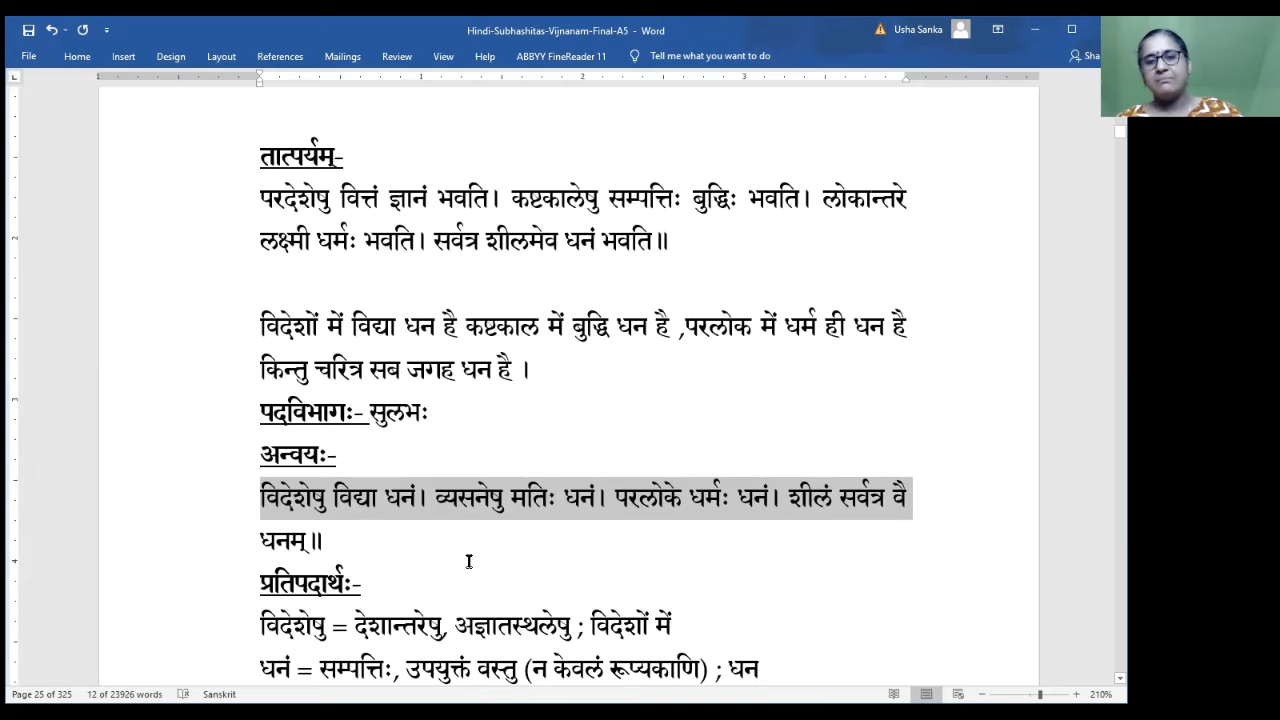 Hindi-Subhashitas-Vijnanam-Final-A5 - Word
Usha Sanka
File Home Insert Design Layout References Mailings Review View Help ABBYY FineReader 11 Tell me what you want to do Sha
1 1 2 3
तात्पर्यम्-
परदेशेषु वित्तं ज्ञानं भवति। कष्टकालेषु सम्पत्तिः बुद्धिः भवति। लोकान्तरे
लक्ष्मी धर्मः भवति। सर्वत्र शीलमेव धनं भवति॥
विदेशों में विद्या धन है कष्टकाल में बुद्धि धन है ,परलोक में धर्म ही धन है
किन्तु चरित्र सब जगह धन है ।
पदविभागः- सुलभः
अन्वयः-
विदेशेषु विद्या धनं। व्यसनेषु मतिः धनं। परलोके धर्मः धनं। शीलं सर्वत्र वै
धनम्॥
प्रतिपदार्थः-
विदेशेषु = देशान्तरेषु, अज्ञातस्थलेषु ; विदेशों में
धनं = सम्पत्तिः, उपयुक्तं वस्तु (न केवलं रूप्यकाणि) ; धन
Page 25 of 325 12 of 23926 words Sanskrit 210%